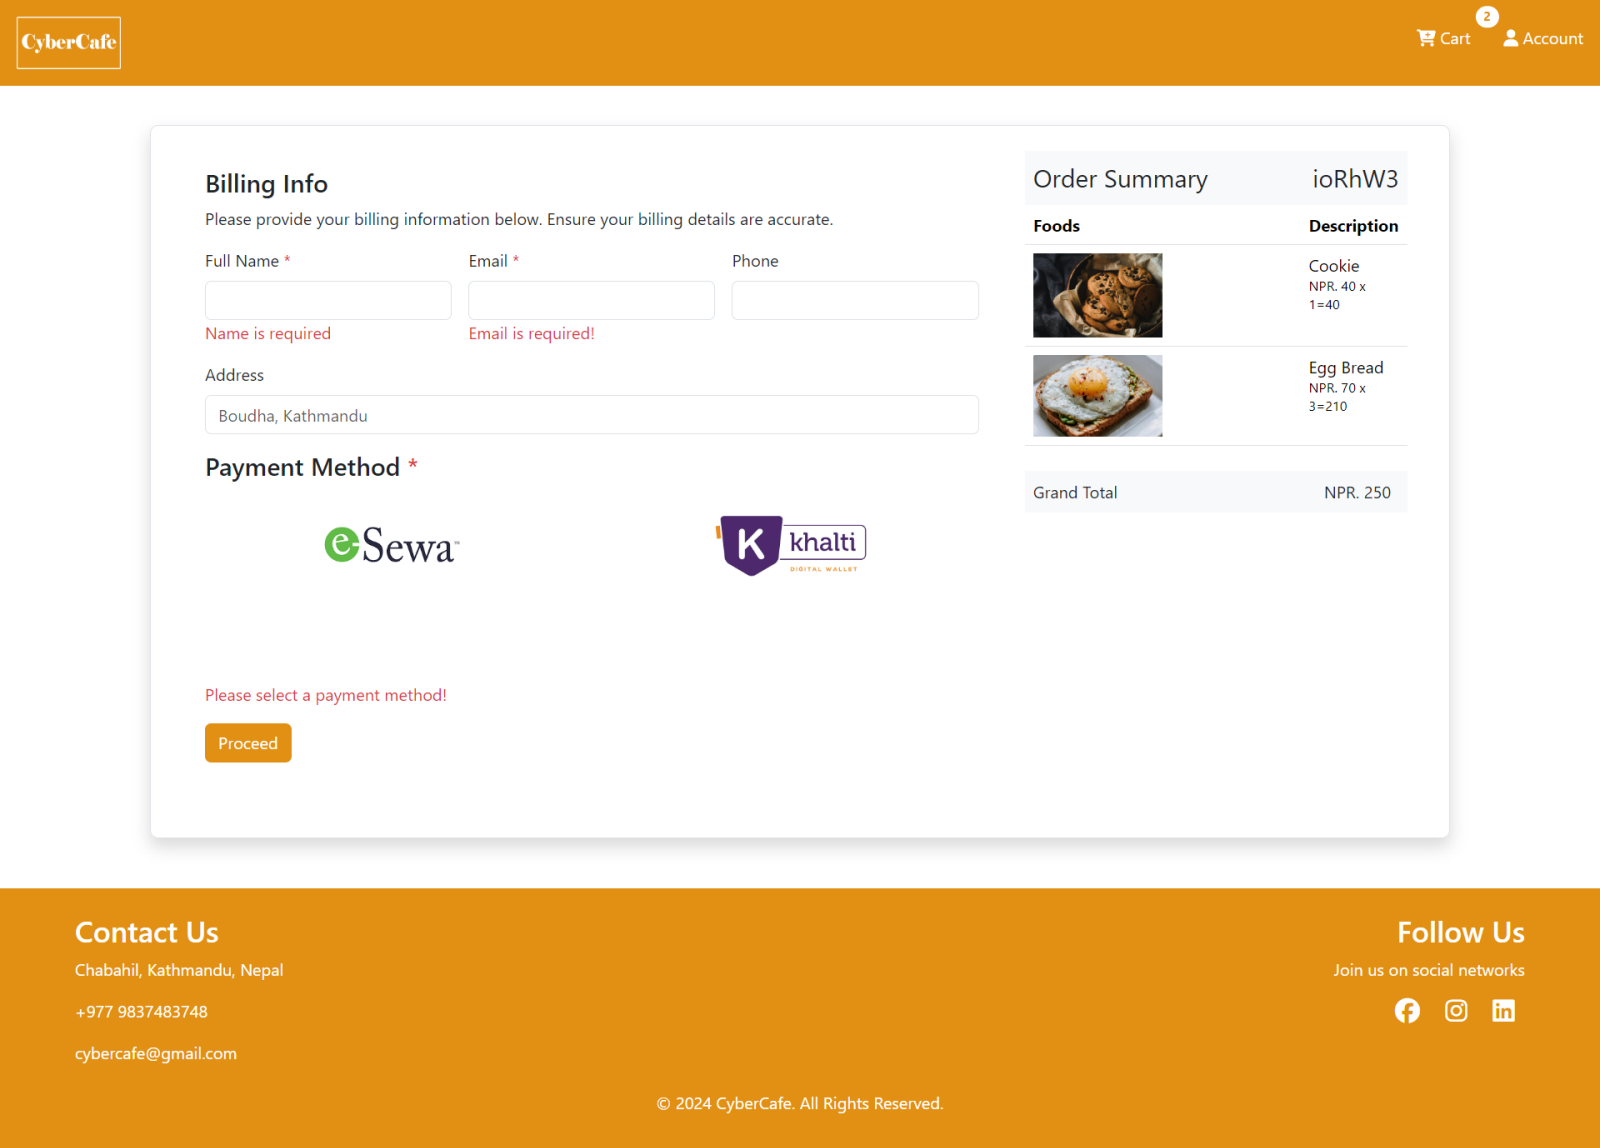 CyberCafe
2
Cart
Account
Billing Info
Please provide your billing information below. Ensure your billing details are accurate.
Full Name *
Email *
Phone
Name is required
Email is required!
Address
Boudha, Kathmandu
Payment Method *
e-Sewa™
K khalti
DIGITAL WALLET
Please select a payment method!
Proceed
Order Summary ioRhW3
Foods Description
Cookie
NPR. 40 x
1=40
Egg Bread
NPR. 70 x
3=210
Grand Total NPR. 250
Contact Us
Chabahil, Kathmandu, Nepal
+977 9837483748
cybercafe@gmail.com
Follow Us
Join us on social networks
© 2024 CyberCafe. All Rights Reserved.